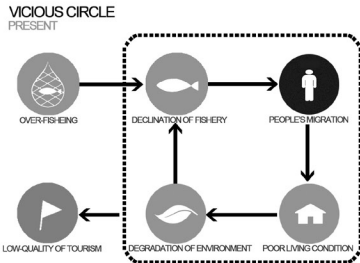 VICIOUS CIRCLE
PRESENT
OVER-FISHEING
DECLINATION OF FISHERY
PEOPLE'S MIGRATION
LOW-QUALITY OF TOURISM
DEGRADATION OF ENVIRONMENT
POOR LIVING CONDITION